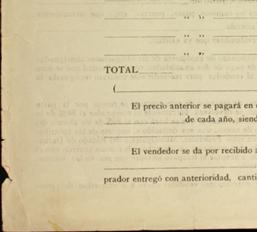 TOTAL
(
El precio anterior se pagará en
de cada año, siend
El vendedor se da por recibido
prador entregó con anterioridad, canti